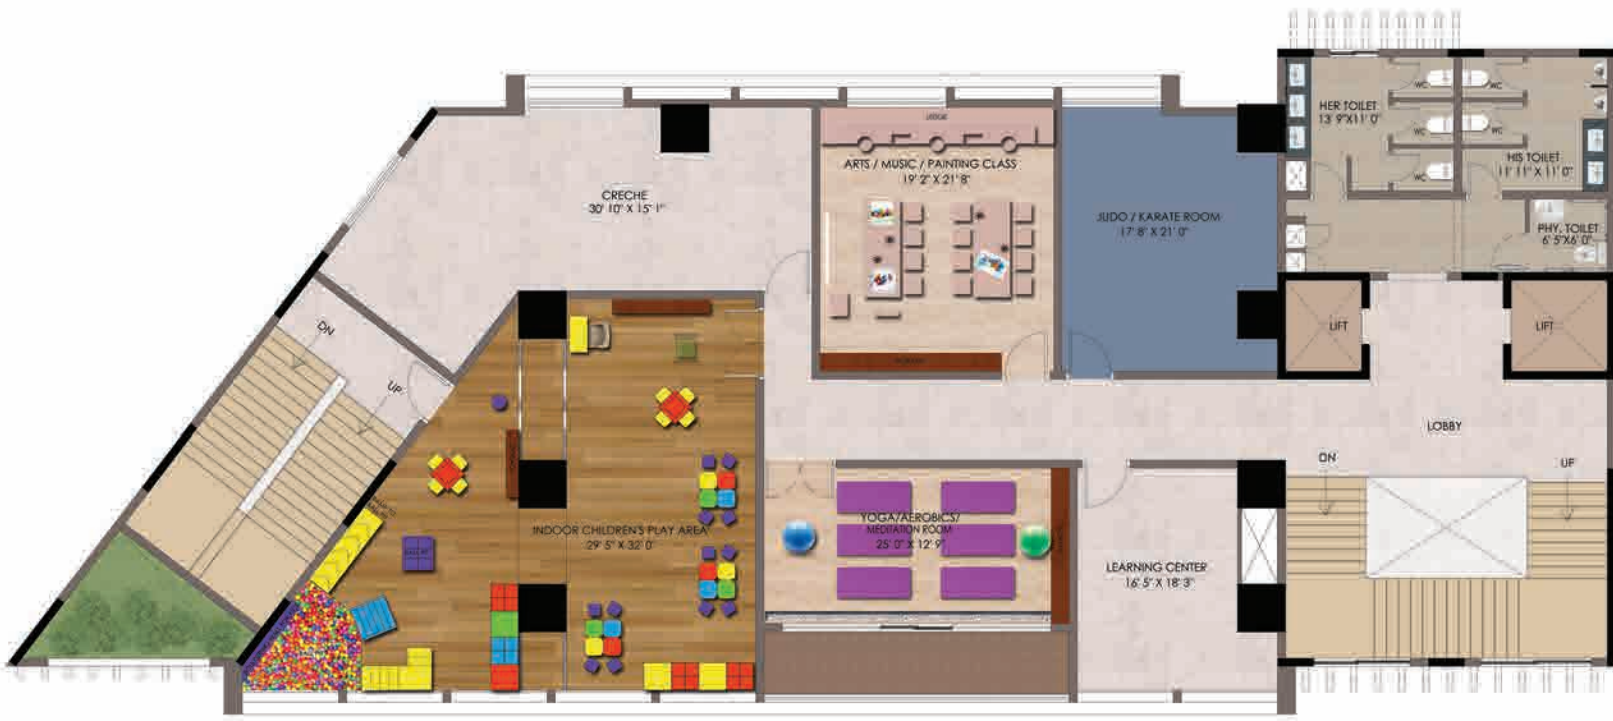 HER TOILET
13' 9"X11' 0"
WC
WC
WC
WC
WC
HIS TOILET
11' 11" X 11' 0"
PHY. TOILET
6' 5"X6' 0"
LEDGE
ARTS / MUSIC / PAINTING CLASS
19' 2" X 21' 8"
CRECHE
30' 10" X 15' 1"
JUDO / KARATE ROOM
17' 8" X 21' 0"
LIFT
LIFT
DN
UP
LOBBY
DN
UP
INDOOR CHILDREN'S PLAY AREA
29' 5" X 32' 0"
YOGA/AEROBICS/
MEDITATION ROOM
25' 0" X 12' 9"
LEARNING CENTER
16' 5" X 18' 3"